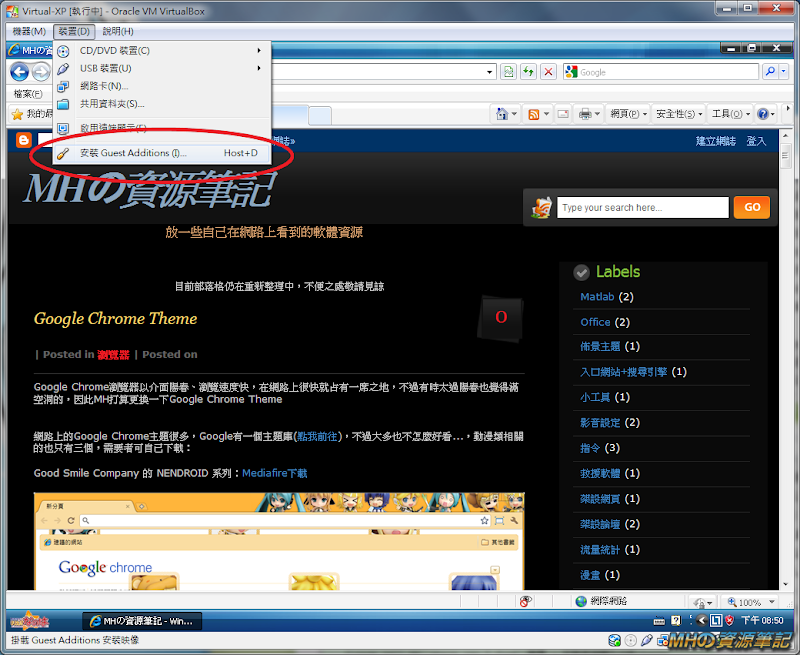 Virtual-XP [執行中] - Oracle VM VirtualBox
機器(M) 裝置(D) 說明(H)
CD/DVD 裝置(C)
USB 裝置(U)
網路卡(N)...
共用資料夾(S)...
啟用遠端顯示(E)
安裝 Guest Additions (I)... Host+D
Google
檔案(F)
網頁(P) 安全性(S) 工具(O)
建立網誌 登入
MHの資源筆記
放一些自己在網路上看到的軟體資源
Type your search here... GO
目前部落格仍在重新整理中，不便之處敬請見諒
Google Chrome Theme
0
| Posted in 瀏覽器 | Posted on
Google Chrome瀏覽器以介面陽春、瀏覽速度快，在網路上很快就占有一席之地，不過有時太過陽春也覺得滿
空洞的，因此MH打算更換一下Google Chrome Theme
網路上的Google Chrome主題很多，Google有一個主題庫(點我前往)，不過大多也不怎麼好看...，動漫類相關
的也只有三個，需要者可自己下載：
Good Smile Company 的 NENDROID 系列：Mediafire下載
新分頁
建議的網站 其他書籤
Google chrome
Labels
Matlab (2)
Office (2)
佈景主題 (1)
入口網站+搜尋引擎 (1)
小工具 (1)
影音設定 (2)
指令 (3)
救援軟體 (1)
架設網頁 (1)
架設論壇 (2)
流量統計 (1)
漫畫 (1)
網際網路 100%
MHの資源筆記 - Win... 下午 08:50
掛載 Guest Additions 安裝映像
MHの資源筆記